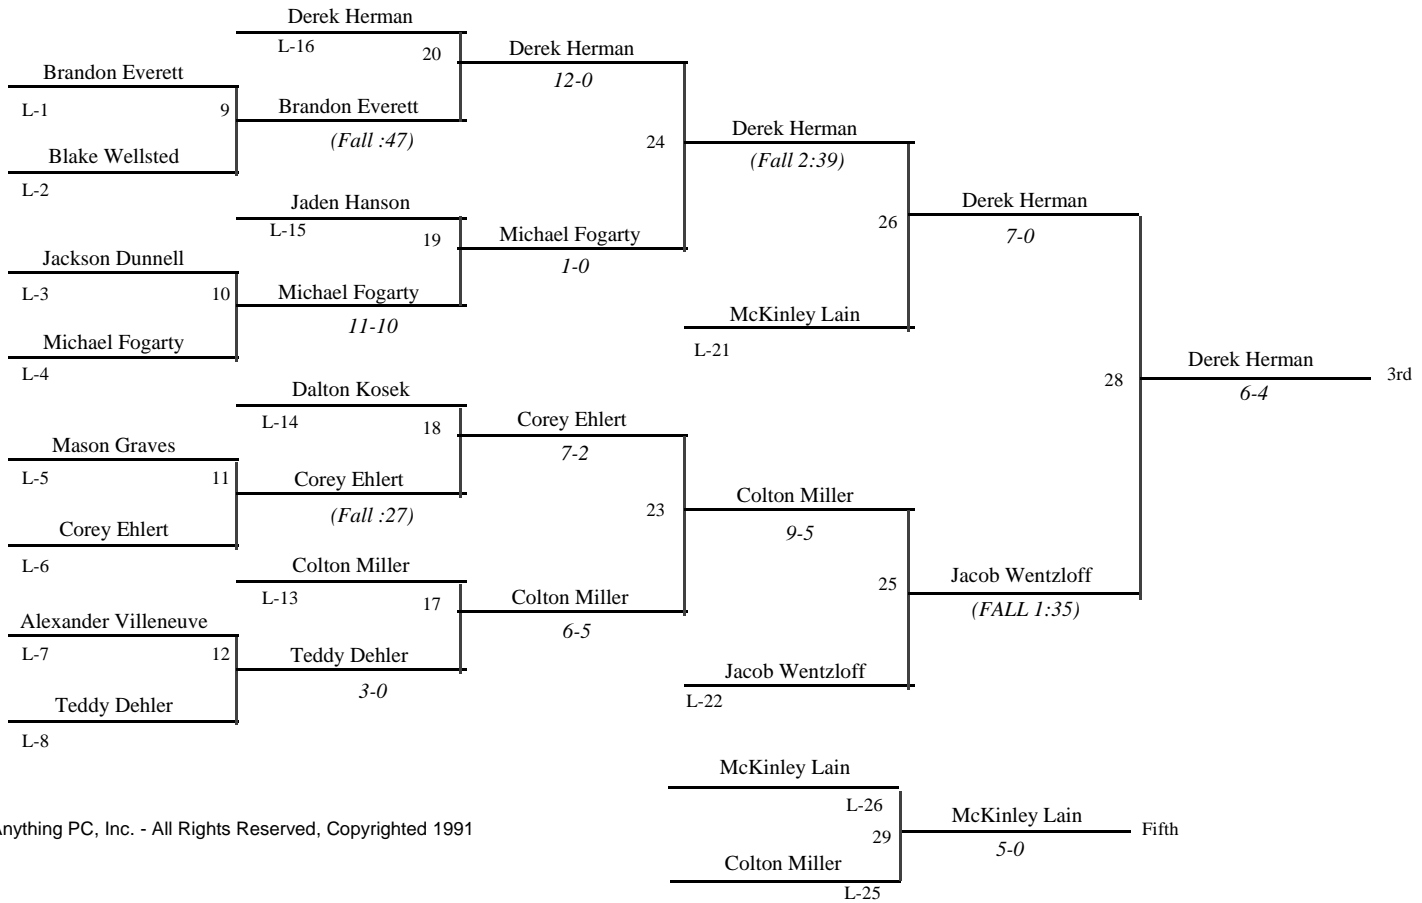 Derek Herman
L-16
20
Derek Herman
12-0
Brandon Everett
L-1
9
Brandon Everett
(Fall :47)
Blake Wellsted
L-2
24
Derek Herman
(Fall 2:39)
Jaden Hanson
L-15
19
Michael Fogarty
1-0
Jackson Dunnell
L-3
10
Michael Fogarty
11-10
Michael Fogarty
L-4
26
Derek Herman
7-0
McKinley Lain
L-21
28
Derek Herman
6-4
3rd
Dalton Kosek
L-14
18
Corey Ehlert
7-2
Mason Graves
L-5
11
Corey Ehlert
(Fall :27)
Corey Ehlert
L-6
23
Colton Miller
9-5
Colton Miller
L-13
17
Colton Miller
6-5
Alexander Villeneuve
L-7
12
Teddy Dehler
3-0
Teddy Dehler
L-8
25
Jacob Wentzloff
(FALL 1:35)
Jacob Wentzloff
L-22
McKinley Lain
L-26
29
McKinley Lain
5-0
Fifth
Colton Miller
L-25
nything PC, Inc. - All Rights Reserved, Copyrighted 1991